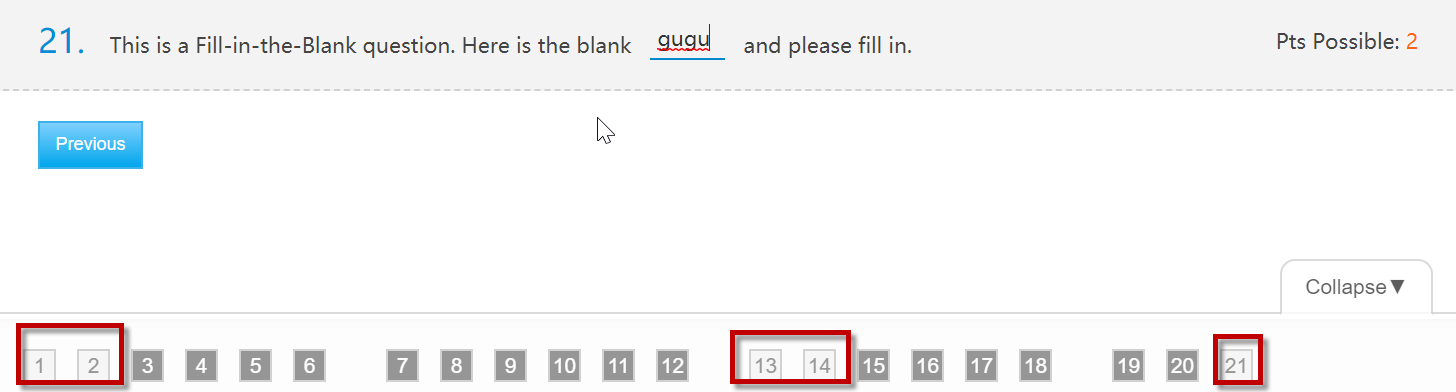 21. This is a Fill-in-the-Blank question. Here is the blank gugu and please fill in. Pts Possible: 2
Previous
Collapse▼
1 2 3 4 5 6 7 8 9 10 11 12 13 14 15 16 17 18 19 20 21